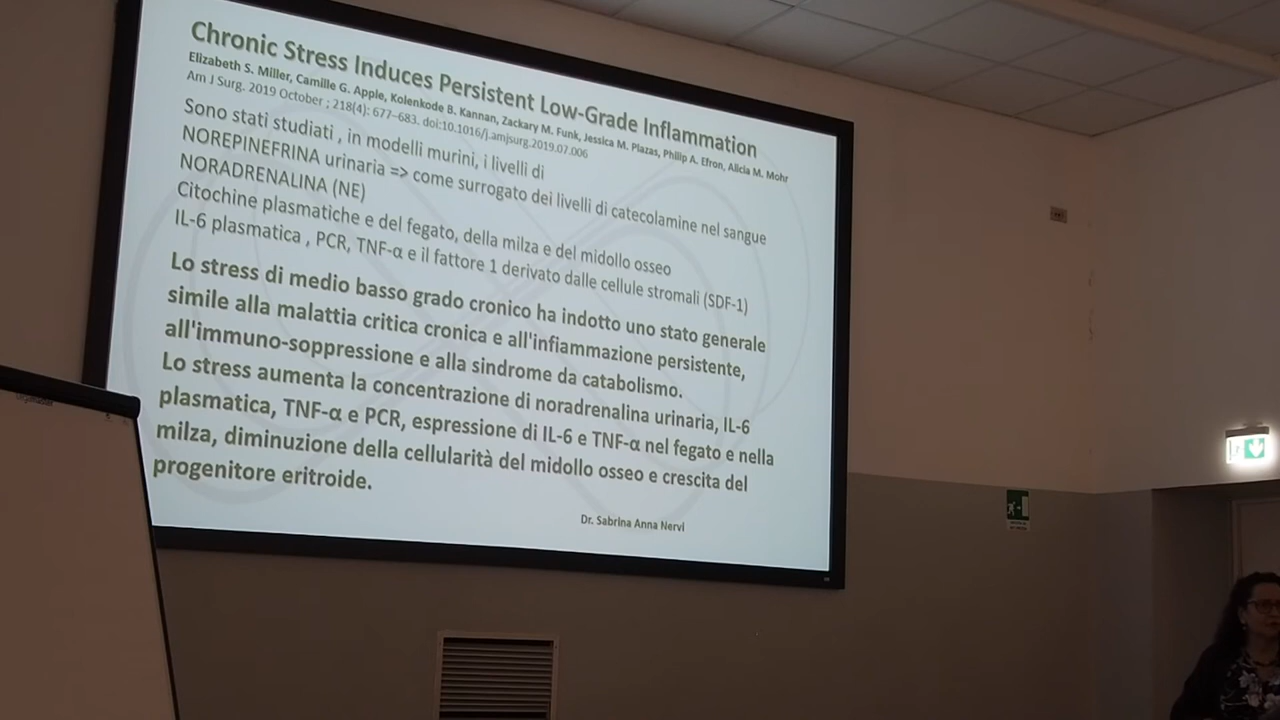 Chronic Stress Induces Persistent Low-Grade Inflammation
Elizabeth S. Miller, Camille G. Apple, Kolenkode B. Kannan, Zackary M. Funk, Jessica M. Plazas, Philip A. Efron, Alicia M. Mohr
Am J Surg. 2019 October ; 218(4): 677–683. doi:10.1016/j.amjsurg.2019.07.006
Sono stati studiati , in modelli murini, i livelli di
NOREPINEFRINA urinaria => come surrogato dei livelli di catecolamine nel sangue
NORADRENALINA (NE)
Citochine plasmatiche e del fegato, della milza e del midollo osseo
IL-6 plasmatica , PCR, TNF-α e il fattore 1 derivato dalle cellule stromali (SDF-1)
Lo stress di medio basso grado cronico ha indotto uno stato generale
simile alla malattia critica cronica e all'infiammazione persistente,
all'immuno-soppressione e alla sindrome da catabolismo.
Lo stress aumenta la concentrazione di noradrenalina urinaria, IL-6
plasmatica, TNF-α e PCR, espressione di IL-6 e TNF-α nel fegato e nella
milza, diminuzione della cellularità del midollo osseo e crescita del
progenitore eritroide.
Dr. Sabrina Anna Nervi